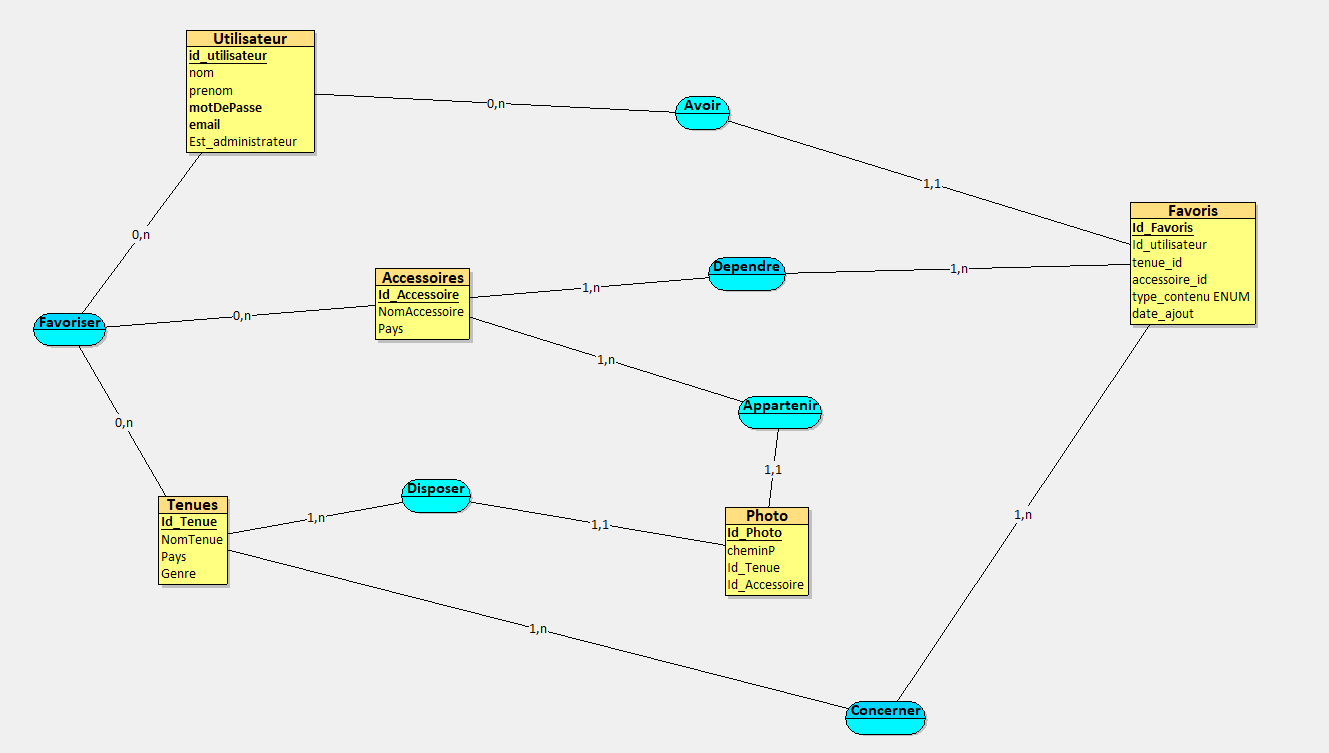 Utilisateur
id_utilisateur
nom
prenom
motDePasse
email
Est_administrateur
0,n
Avoir
1,1
Favoris
Id_Favoris
Id_utilisateur
tenue_id
accessoire_id
type_contenu ENUM
date_ajout
0,n
Dependre
1,n
1,n
Accessoires
Id_Accessoire
NomAccessoire
Pays
0,n
Favoriser
1,n
Appartenir
1,1
0,n
Disposer
1,n
1,1
Tenues
Id_Tenue
NomTenue
Pays
Genre
Photo
Id_Photo
cheminP
Id_Tenue
Id_Accessoire
1,n
1,n
Concerner